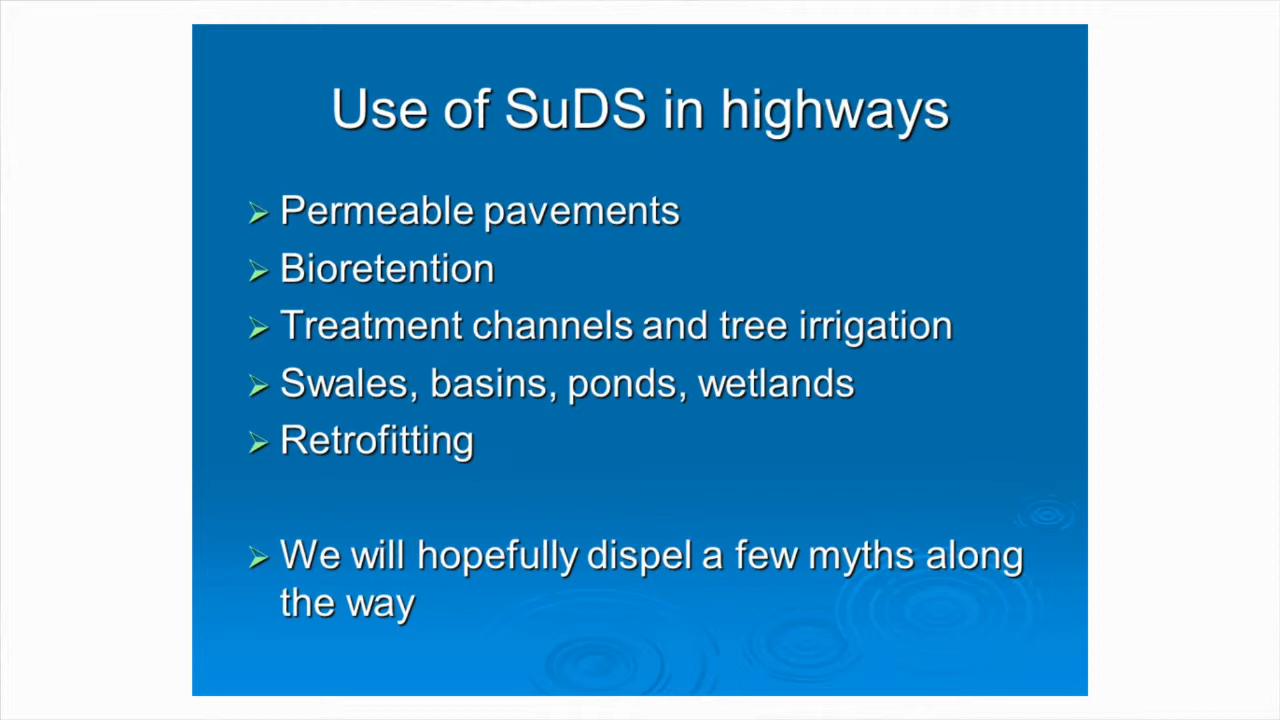 Use of SuDS in highways
Permeable pavements
Bioretention
Treatment channels and tree irrigation
Swales, basins, ponds, wetlands
Retrofitting
We will hopefully dispel a few myths along
the way